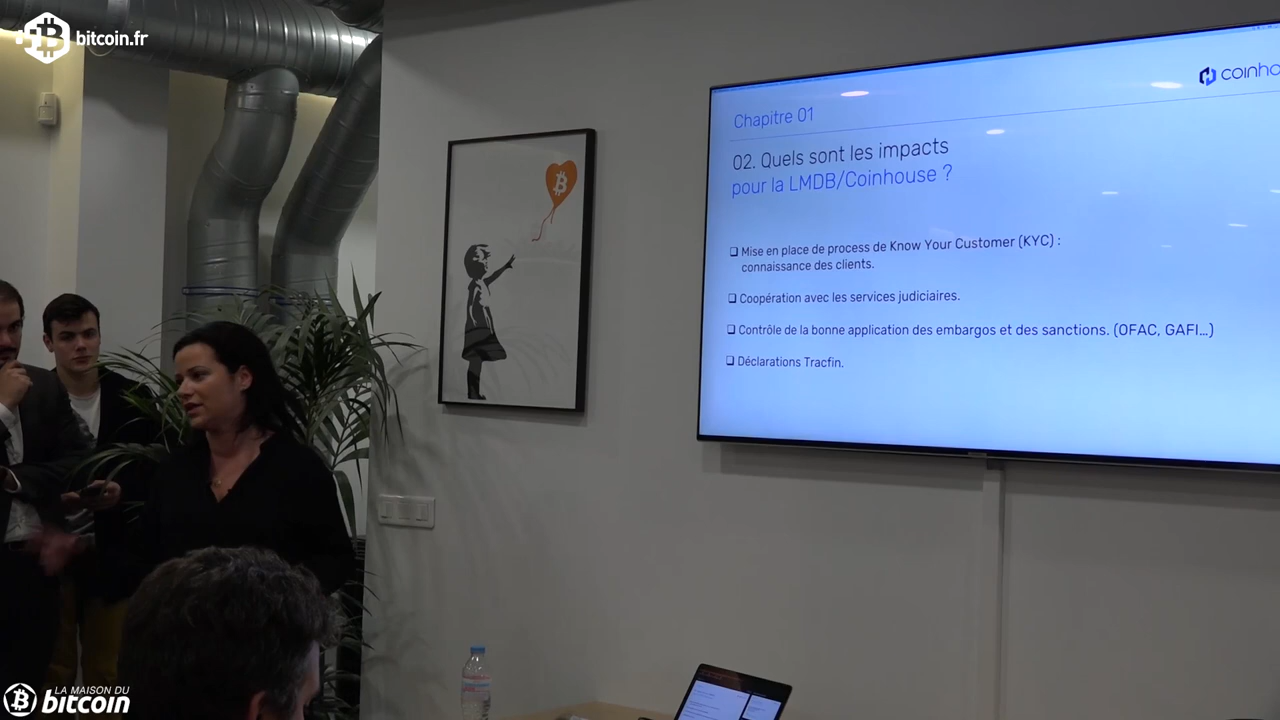 bitcoin.fr
coinho
Chapitre 01
02. Quels sont les impacts
pour la LMDB/Coinhouse ?
❑ Mise en place de process de Know Your Customer (KYC) :
connaissance des clients.
❑ Coopération avec les services judiciaires.
❑ Contrôle de la bonne application des embargos et des sanctions. (OFAC, GAFI...)
❑ Déclarations Tracfin.
LA MAISON DU
bitcoin